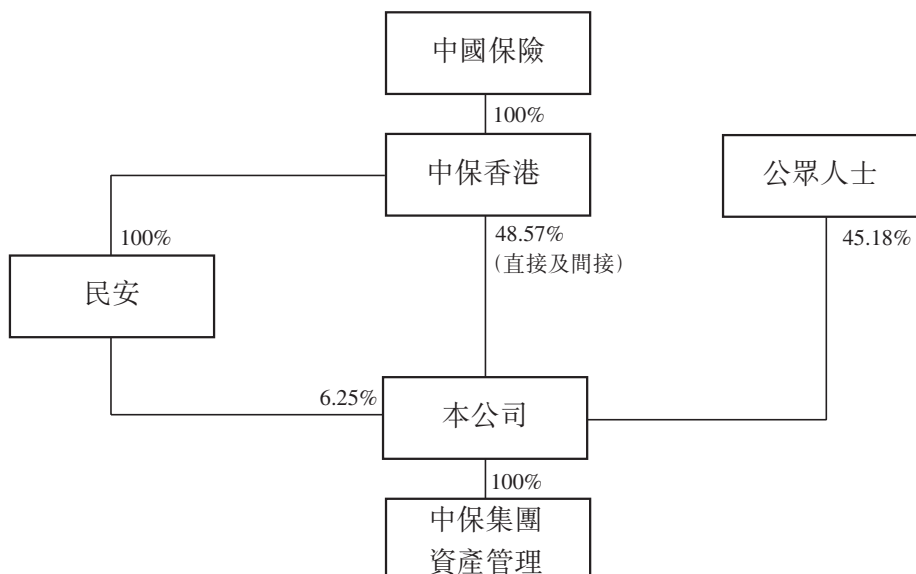 中國保險
100%
中保香港
公眾人士
100%
48.57%
(直接及間接)
45.18%
民安
6.25%
本公司
100%
中保集團
資產管理